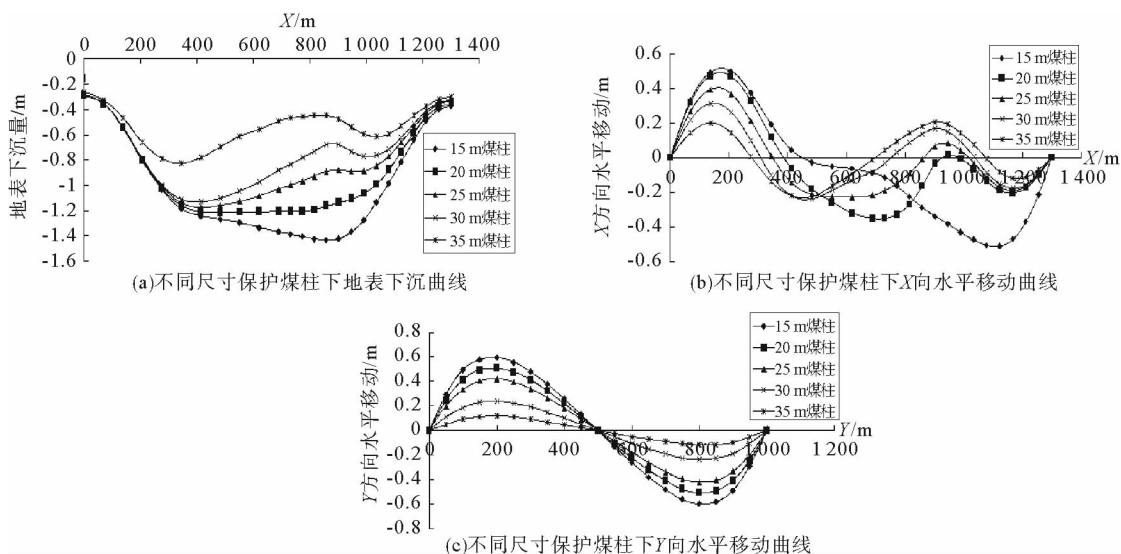 X/m
0 200 400 600 800 1 000 1 200 1 400
0
-0.2
-0.4
-0.6
-0.8
-1
-1.2
-1.4
-1.6
地表下沉量/m
15 m煤柱
20 m煤柱
25 m煤柱
30 m煤柱
35 m煤柱
(a)不同尺寸保护煤柱下地表下沉曲线
0.6
0.4
0.2
0
-0.2
-0.4
-0.6
X方向水平移动/m
0 200 400 600 800 1 000 1 200 1 400
X/m
15 m煤柱
20 m煤柱
25 m煤柱
30 m煤柱
35 m煤柱
(b)不同尺寸保护煤柱下X向水平移动曲线
0.8
0.6
0.4
0.2
0
-0.2
-0.4
-0.6
-0.8
Y方向水平移动/m
0 200 400 600 800 1 000 1 200
Y/m
15 m煤柱
20 m煤柱
25 m煤柱
30 m煤柱
35 m煤柱
(c)不同尺寸保护煤柱下Y向水平移动曲线